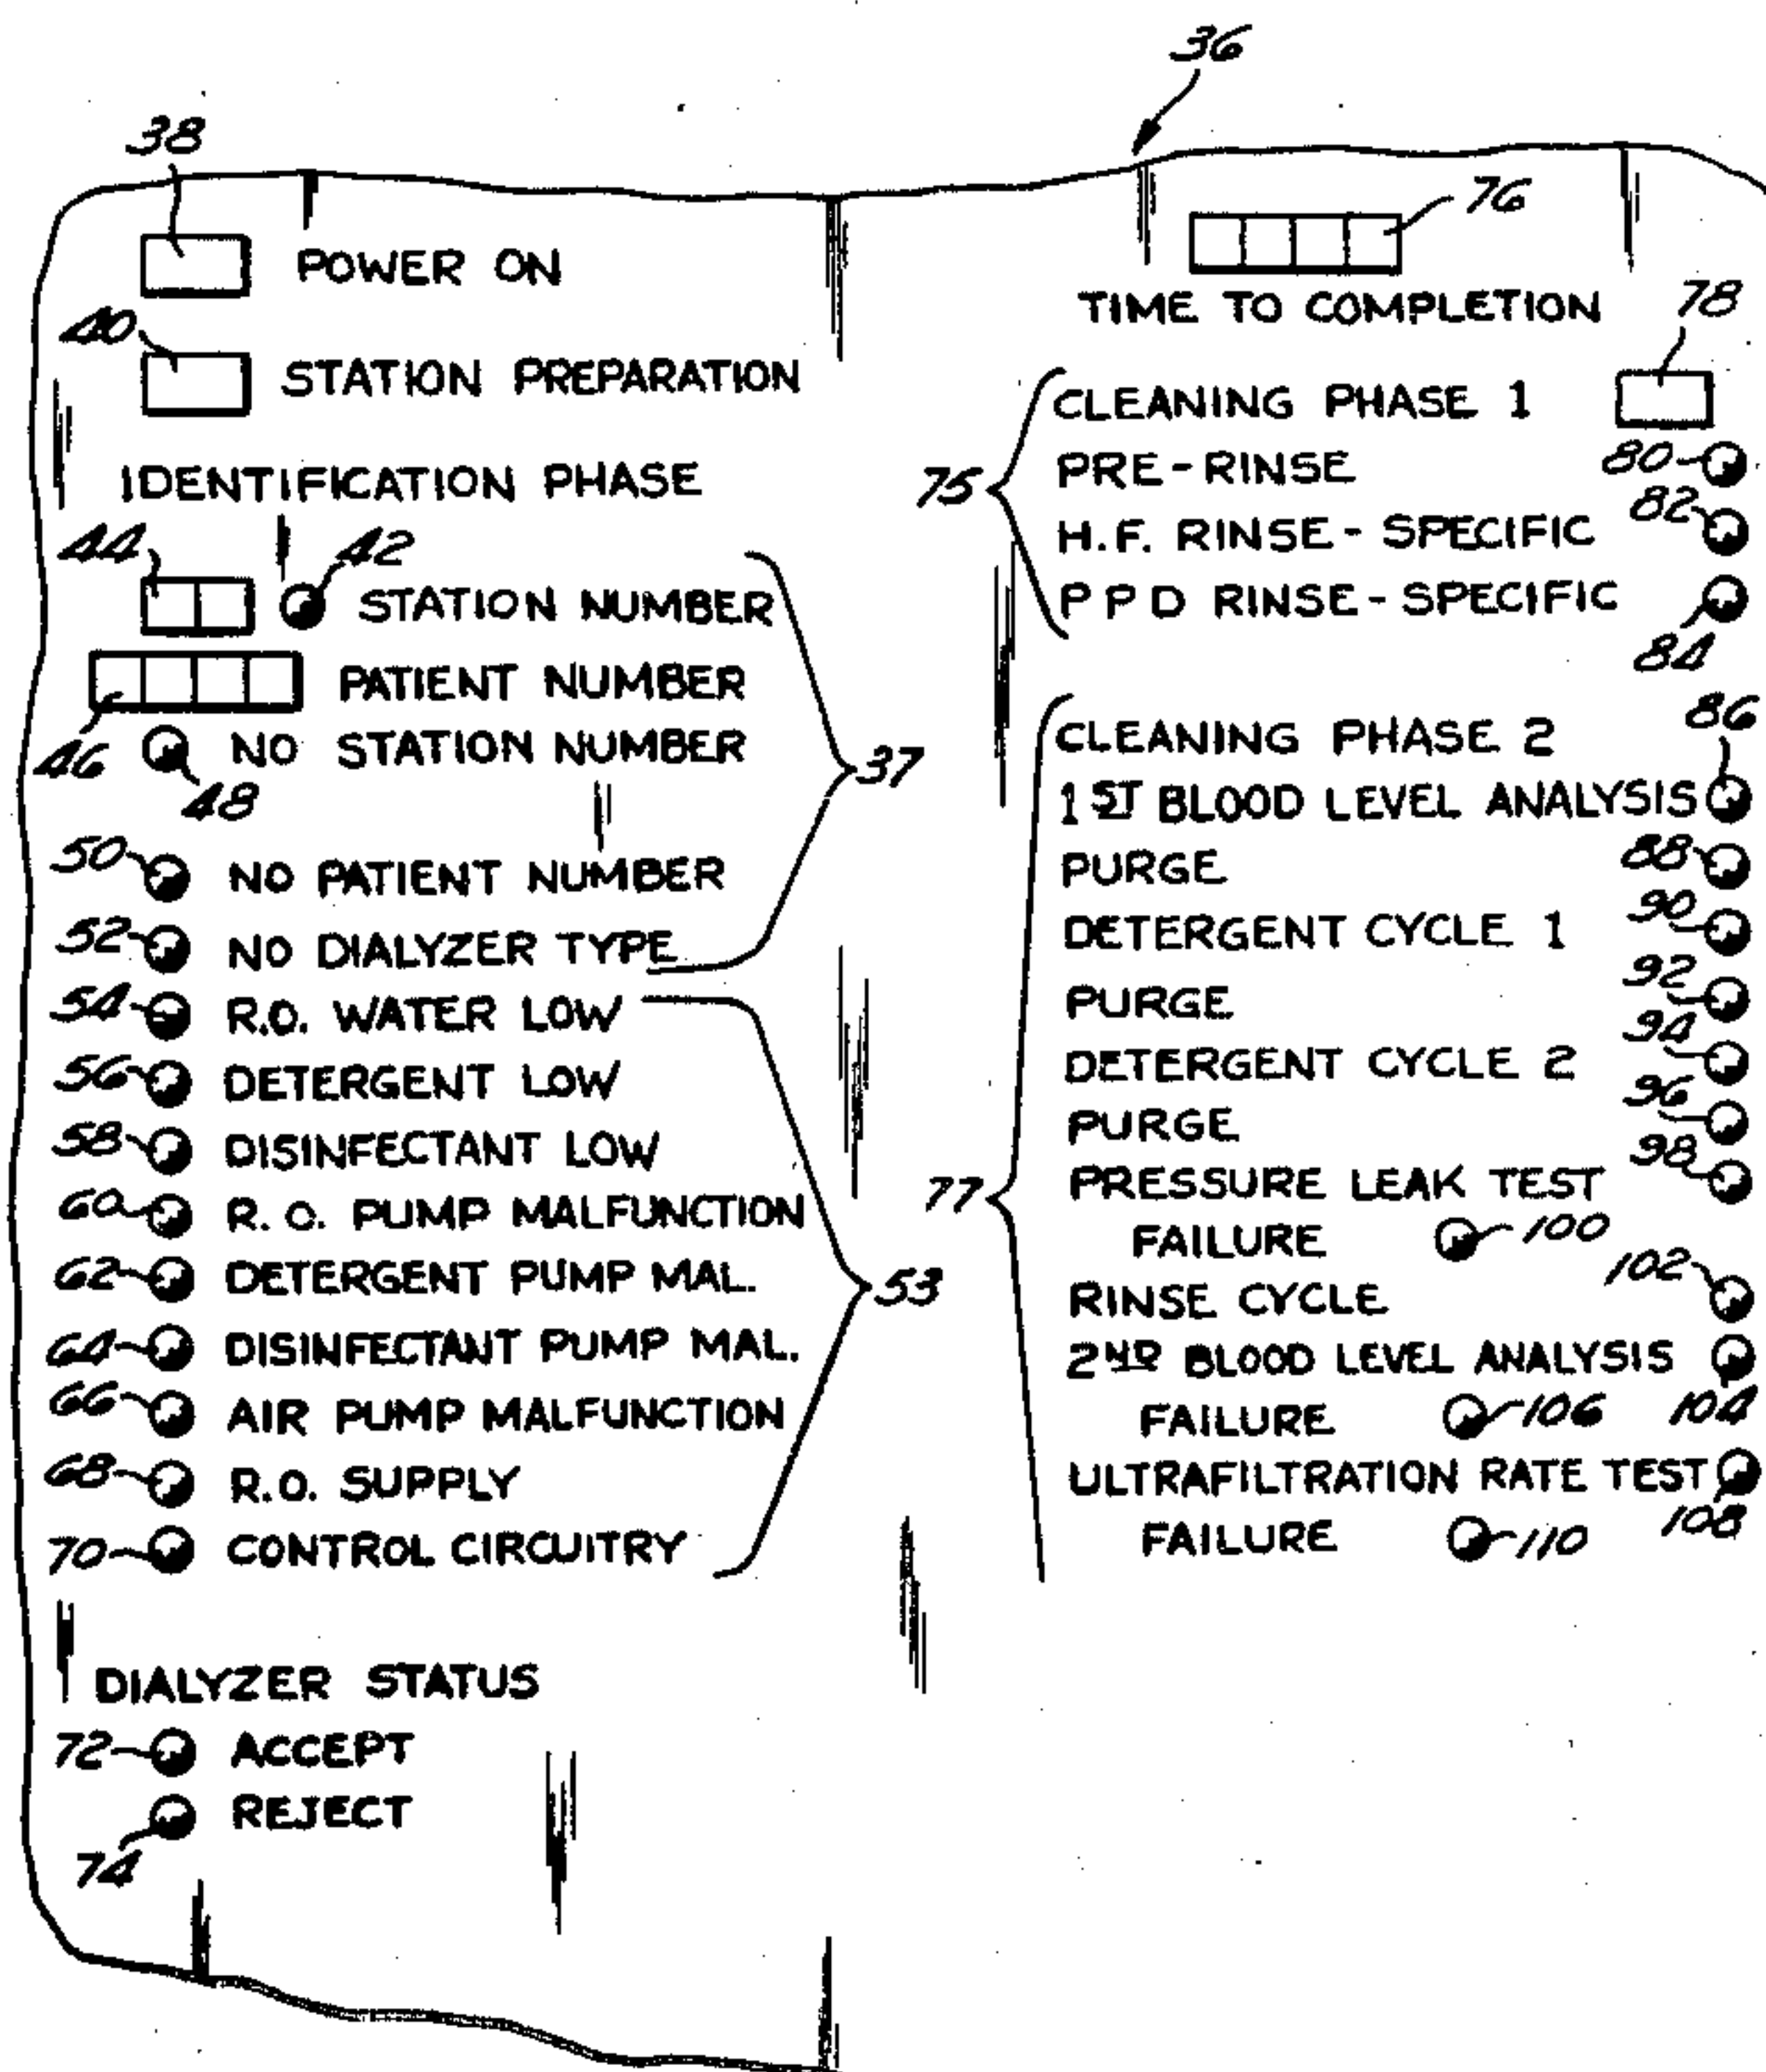 36
38
POWER ON
40
STATION PREPARATION
IDENTIFICATION PHASE
44 42
STATION NUMBER
PATIENT NUMBER
46 NO STATION NUMBER
48
37
50 NO PATIENT NUMBER
52 NO DIALYZER TYPE
54 R.O. WATER LOW
56 DETERGENT LOW
58 DISINFECTANT LOW
60 R.O. PUMP MALFUNCTION
62 DETERGENT PUMP MAL.
53
64 DISINFECTANT PUMP MAL.
66 AIR PUMP MALFUNCTION
68 R.O. SUPPLY
70 CONTROL CIRCUITRY
DIALYZER STATUS
72 ACCEPT
REJECT
74
76
TIME TO COMPLETION
78
CLEANING PHASE 1
75 PRE-RINSE 80
H.F. RINSE-SPECIFIC 82
PPD RINSE-SPECIFIC
84
86
CLEANING PHASE 2
1ST BLOOD LEVEL ANALYSIS
PURGE 88
DETERGENT CYCLE 1 90
PURGE 92
DETERGENT CYCLE 2 94
PURGE 96
77 PRESSURE LEAK TEST 98
FAILURE 100
RINSE CYCLE 102
2ND BLOOD LEVEL ANALYSIS
FAILURE 106 104
ULTRAFILTRATION RATE TEST
FAILURE 110 108